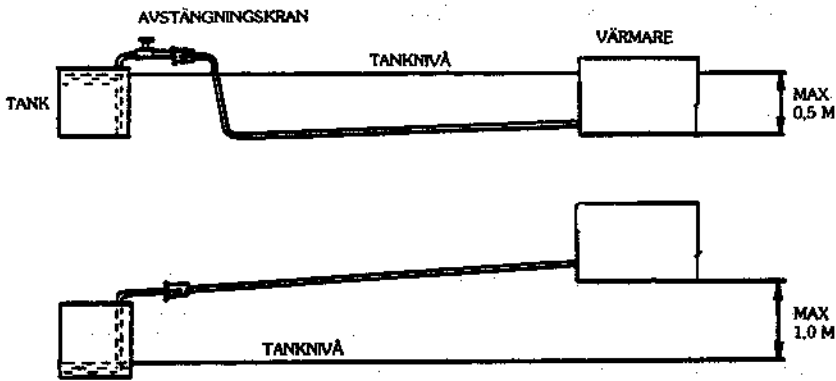 AVSTÄNGNINGSKRAN
VÄRMARE
TANKNIVÅ
TANK
MAX
0,5 M
MAX
1,0 M
TANKNIVÅ